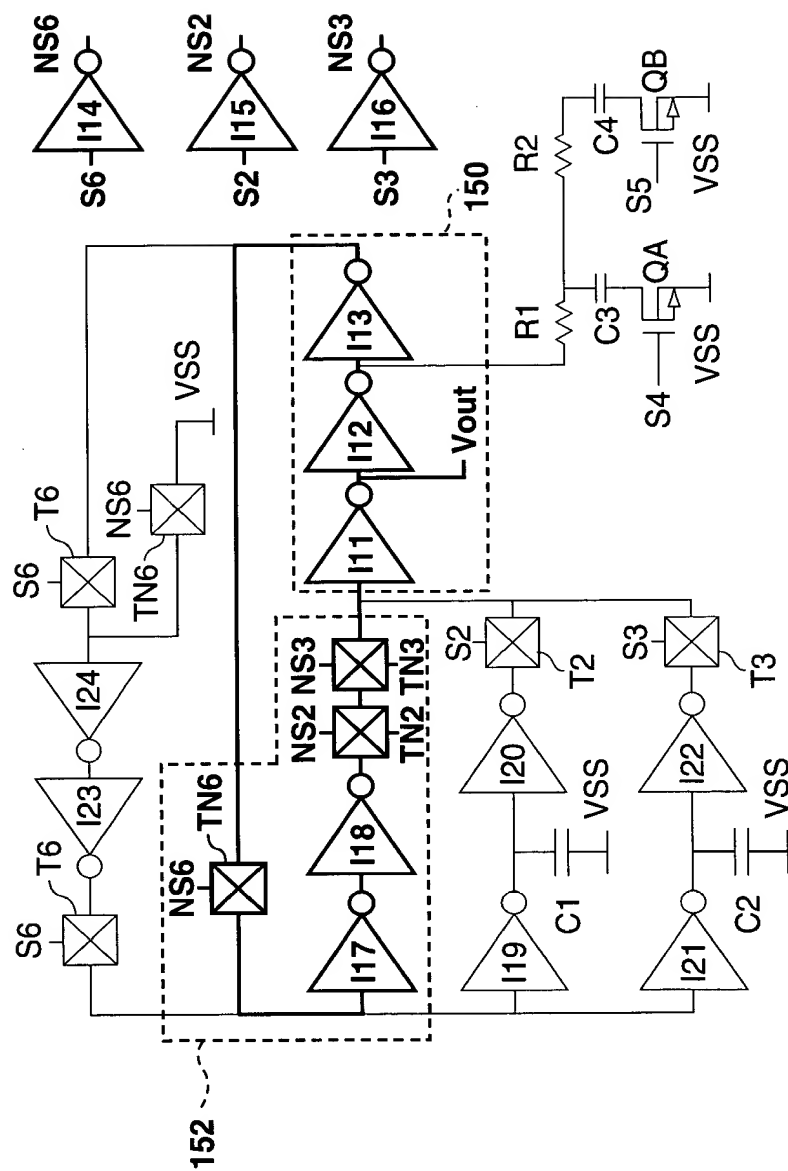 S6
I14
NS6
S2
I15
NS2
S3
I16
NS3
S6
T6
I23
I24
S6
T6
NS6
TN6
VSS
152
NS6
TN6
I17
I18
NS2
TN2
NS3
TN3
150
I11
I12
I13
Vout
I19
C1
VSS
I20
S2
T2
I21
C2
VSS
I22
S3
T3
R1
R2
C3
C4
S4
QA
VSS
S5
QB
VSS